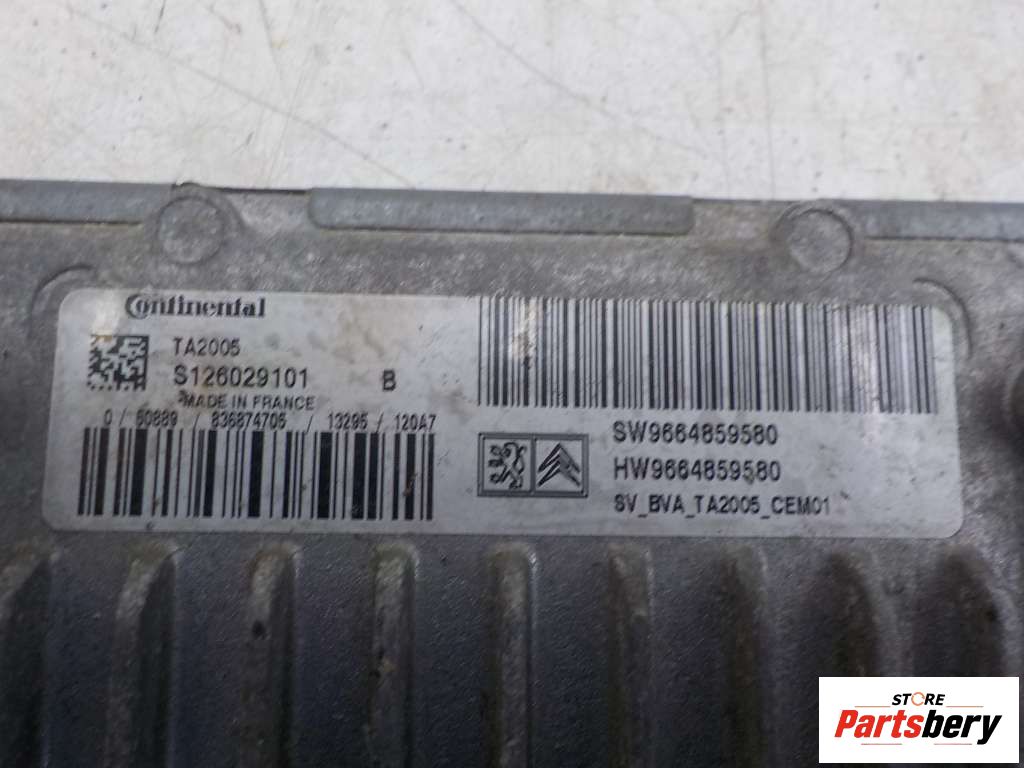 Continental
TA2005
S126029101 B
MADE IN FRANCE
0 / 60889 / 836874705 / 13295 / 120A7
SW9664859580
HW9664859580
SV_BVA_TA2005_CEM01
STORE
Partsbery